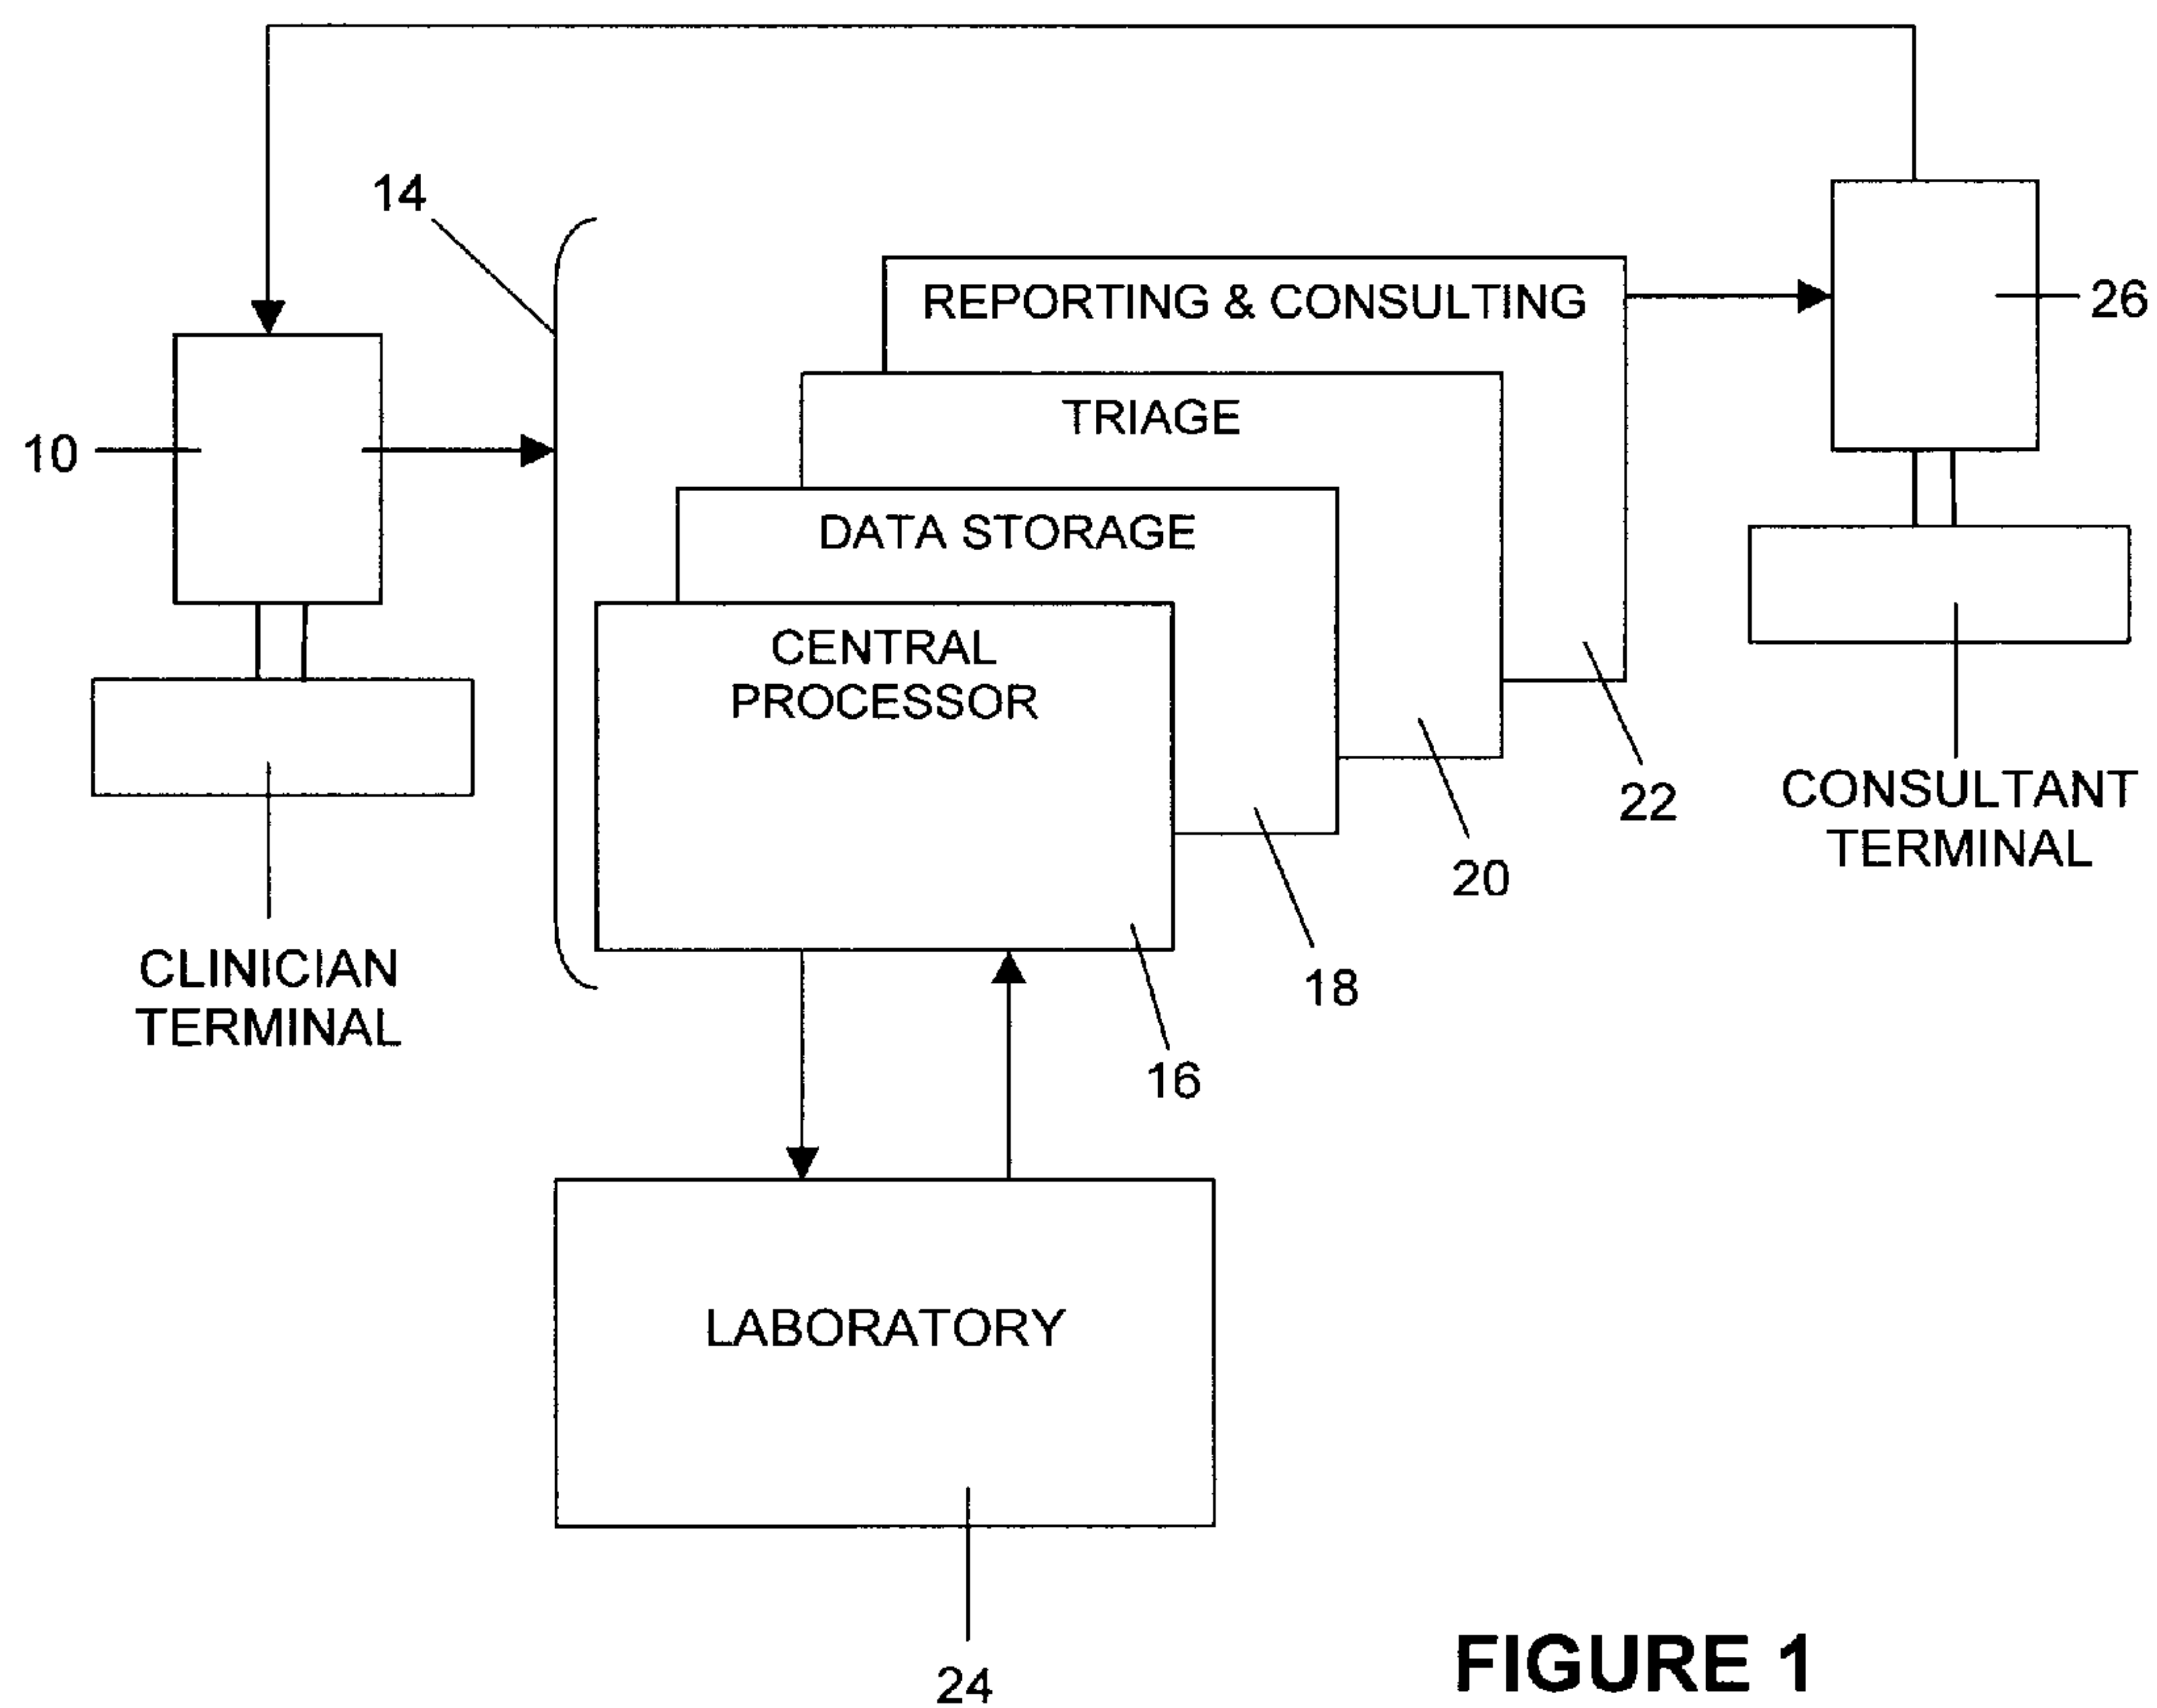 14
REPORTING & CONSULTING
26
TRIAGE
10
DATA STORAGE
CENTRAL
PROCESSOR
22
CONSULTANT
TERMINAL
20
18
CLINICIAN
TERMINAL
16
LABORATORY
24
FIGURE 1